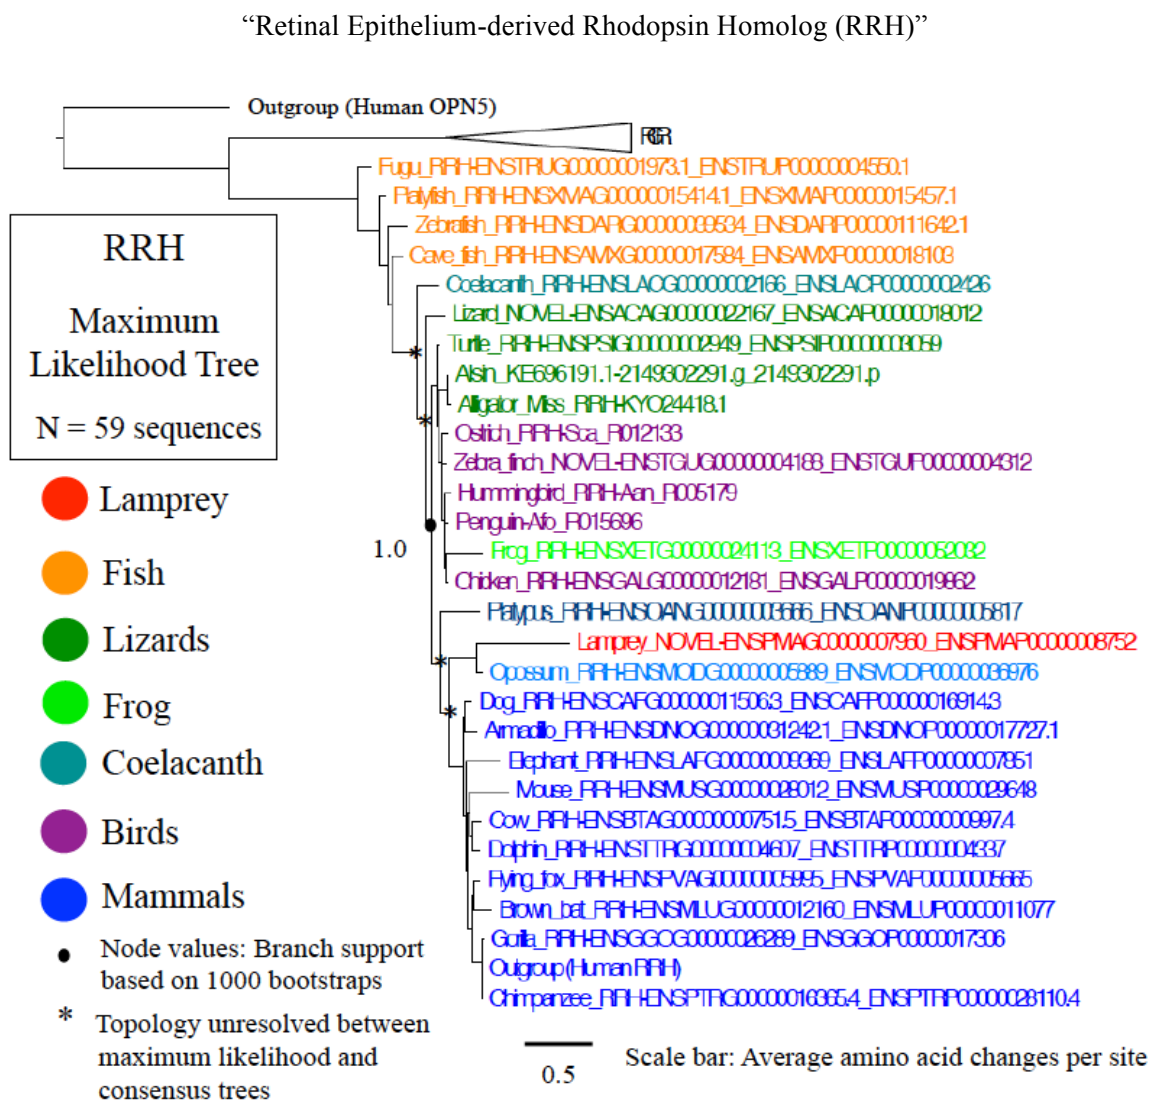 “Retinal Epithelium-derived Rhodopsin Homolog (RRH)”
Outgroup (Human OPN5)
RGR
Fugu_RRH-ENSTRUG00000001973.1_ENSTRUP00000004550.1
Platyfish_RRH-ENSXMAG00000015414.1_ENSXMAP00000015457.1
Zebrafish_RRH-ENSDARG00000099534_ENSDARP00000111642.1
Cave_fish_RRH-ENSAMXG00000017584_ENSAMXP00000018103
Coelacanth_RRH-ENSLACG00000002166_ENSLACP00000002426
Lizard_NOVEL-ENSACAG00000022167_ENSACAP00000018012
Turtle_RRH-ENSPSIG00000002949_ENSPSIP00000003059
Alsin_KE696191.1-2149302291.g_2149302291.p
Alligator_Miss_RRH-KYO24418.1
Ostrich_RRH-Sca_R012133
Zebra_finch_NOVEL-ENSTGUG00000004188_ENSTGUP00000004312
Hummingbird_RRH-Aan_R005179
Penguin-Afo_R015696
Frog_RRH-ENSXETG00000024113_ENSXETP00000052032
Chicken_RRH-ENSGALG00000012181_ENSGALP00000019862
Platypus_RRH-ENSOANG00000003666_ENSOANP00000005817
Lamprey_NOVEL-ENSPMAG00000007960_ENSPMAP00000008752
Opossum_RRH-ENSMODG00000005889_ENSMODP00000036976
Dog_RRH-ENSCAFG00000011506.3_ENSCAFP00000016914.3
Armadillo_RRH-ENSDNOG00000031242.1_ENSDNOP00000017727.1
Elephant_RRH-ENSLAFG00000009369_ENSLAFP00000007851
Mouse_RRH-ENSMUSG00000028012_ENSMUSP00000029648
Cow_RRH-ENSBTAG00000000751.5_ENSBTAP00000000997.4
Dolphin_RRH-ENSTTRG00000004607_ENSTTRP00000004337
Flying_fox_RRH-ENSPVAG00000005995_ENSPVAP00000005665
Brown_bat_RRH-ENSMLUG00000012160_ENSMLUP00000011077
Gorilla_RRH-ENSGGOG00000026289_ENSGGOP00000017306
Outgroup (Human RRH)
Chimpanzee_RRH-ENSPTRG00000016365.4_ENSPTRP00000028110.4
RRH
Maximum
Likelihood Tree
N = 59 sequences
Lamprey
Fish
Lizards
Frog
Coelacanth
Birds
Mammals
1.0
* * * *
Node values: Branch support
based on 1000 bootstraps
* Topology unresolved between
maximum likelihood and
consensus trees
0.5
Scale bar: Average amino acid changes per site